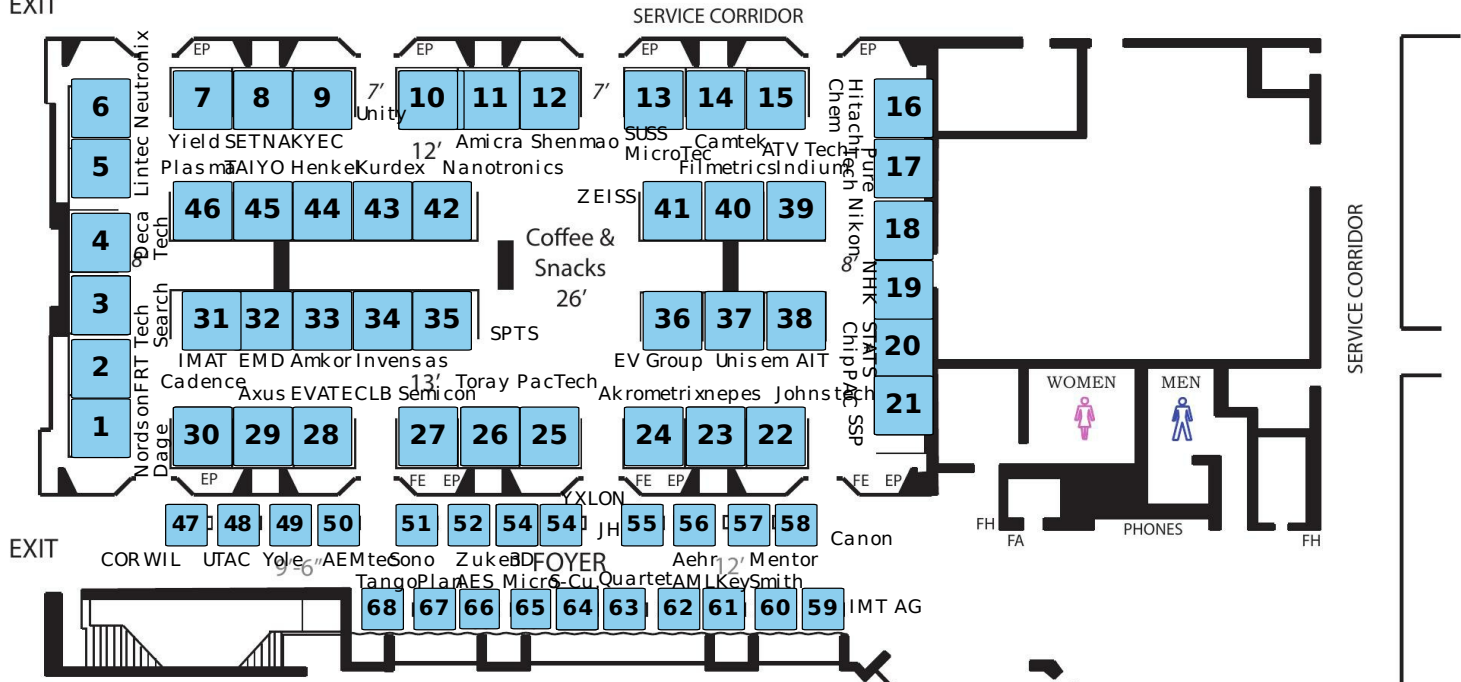 EXIT
SERVICE CORRIDOR
EP EP EP EP
6 7 8 9 7’ 10 11 12 7’ 13 14 15 16
Neutronix
Unity
Hitachi Chem
Yield SETNA KYEC Amicra Shenmao SUSS MicroTec Camtek ATV Tech
12’
5 17
Lintec
Pure Tech
Plasma TAIYO Henkel Kurdex Nanotronics Filmetrics Indium
ZEISS
46 45 44 43 42 41 40 39
4 18
Deca Tech
Nikon
8’ 8’
Coffee &
Snacks
26’
SERVICE CORRIDOR
3 19
Tech Search
NHK
31 32 33 34 35 SPTS 36 37 38
2 20
FRT
STATS ChipPAC
IMAT EMD Amkor Invensas EV Group Unisem AIT
Cadence Axus EVATEC LB Semicon 13’ Toray PacTech Akrometrix nepes Johnstech
WOMEN MEN
1 21
Nordson Dage
SSP
30 29 28 27 26 25 24 23 22
EP FE EP FE EP FE EP
YXLON
47 48 49 50 51 52 54 54 JH 55 56 57 58
Canon
FH FA PHONES FH
EXIT
CORWIL UTAC Yole AEMtec Sono Zuken 3D FOYER Aehr 12’ Mentor
9’-6”
Tango Plan AES Micro S-Cu Quartet AML KeySmith
68 67 66 65 64 63 62 61 60 59 IMT AG